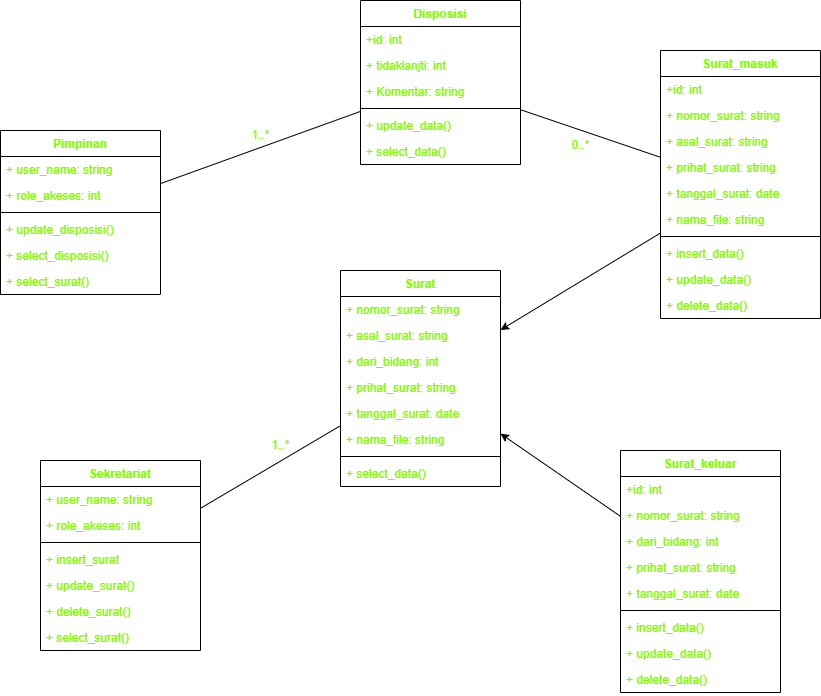 Disposisi
+id: int
+ tidaklanjti: int
+ Komentar: string
+ update_data()
+ select_data()
Surat_masuk
+id: int
+ nomor_surat: string
+ asal_surat: string
+ prihat_surat: string
+ tanggal_surat: date
+ nama_file: string
+ insert_data()
+ update_data()
+ delete_data()
1..*
0..*
Pimpinan
+ user_name: string
+ role_akeses: int
+ update_disposisi()
+ select_disposisi()
+ select_surat()
Surat
+ nomor_surat: string
+ asal_surat: string
+ dari_bidang: int
+ prihat_surat: string
+ tanggal_surat: date
+ nama_file: string
+ select_data()
1..*
Sekretariat
+ user_name: string
+ role_akeses: int
+ insert_surat
+ update_surat()
+ delete_surat()
+ select_surat()
Surat_keluar
+id: int
+ nomor_surat: string
+ dari_bidang: int
+ prihat_surat: string
+ tanggal_surat: date
+ insert_data()
+ update_data()
+ delete_data()